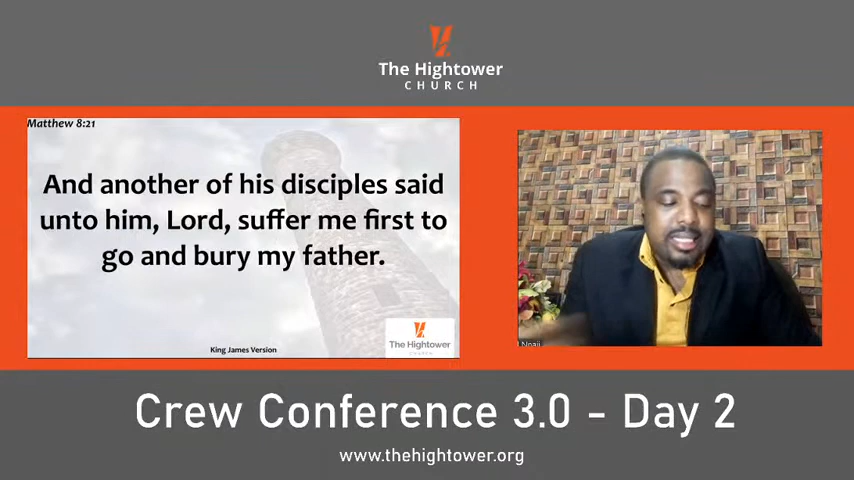 The Hightower
CHURCH
Matthew 8:21
And another of his disciples said
unto him, Lord, suffer me first to
go and bury my father.
King James Version
The Hightower
CHURCH
Crew Conference 3.0 - Day 2
www.thehightower.org